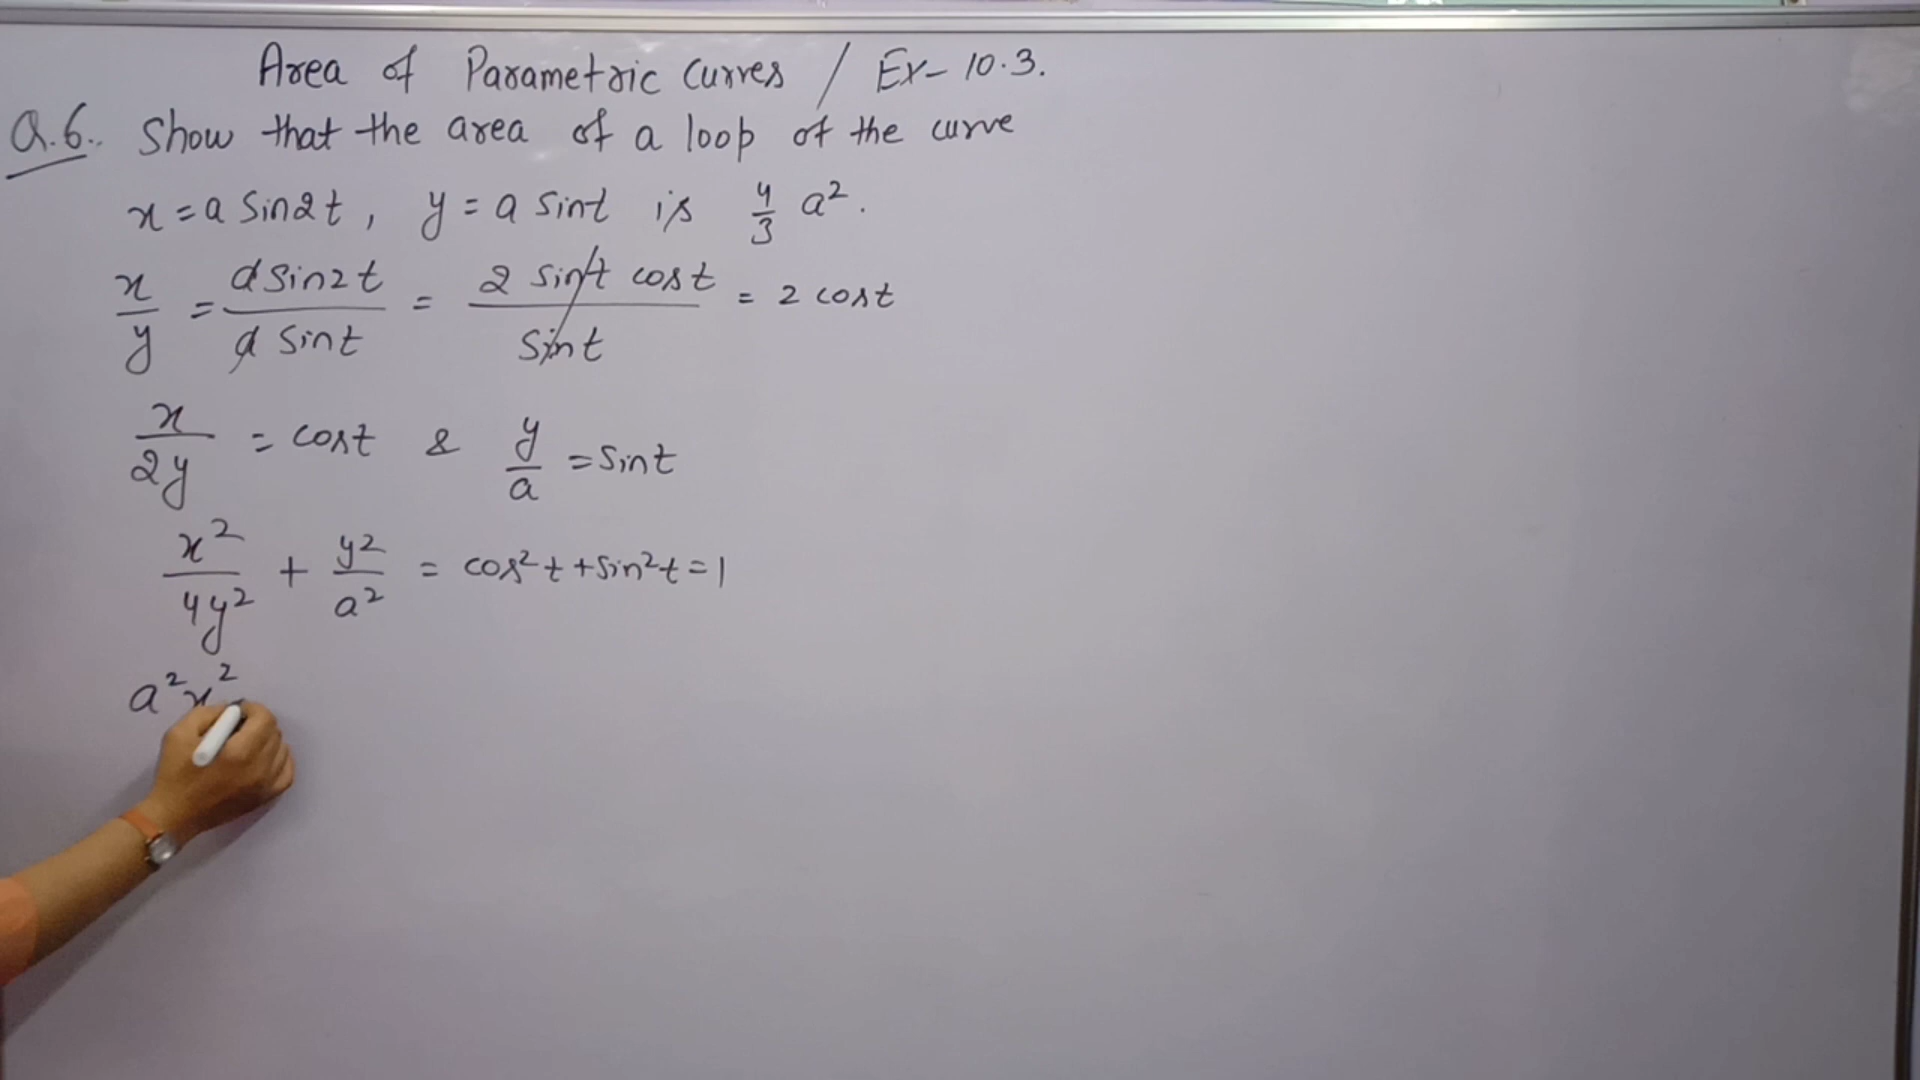 Area of Parametric Curves / Ex- 10.3.
Q.6.. Show that the area of a loop of the curve
x = a sin2t, y = a sint is 4/3 a².
x/y = a sin2t / a sint = 2 sint cost / sint = 2 cost
x/2y = cost & y/a = sint
x²/4y² + y²/a² = cos²t + sin²t = 1
a²x²